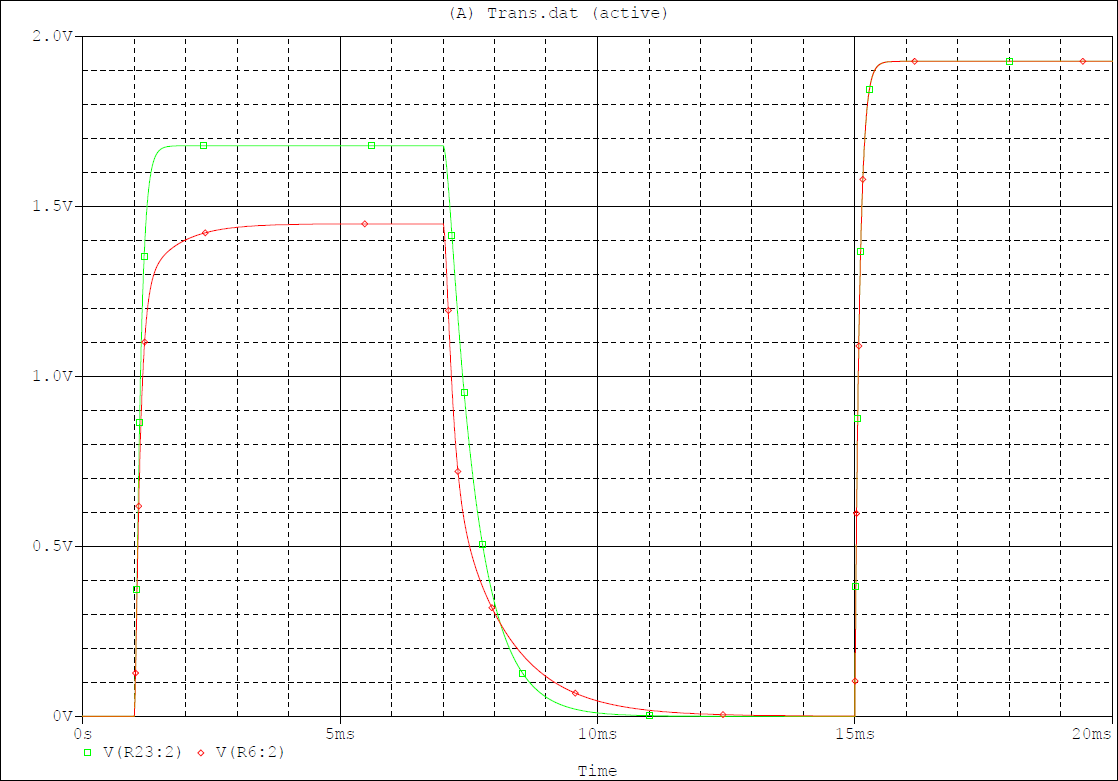 (A) Trans.dat (active)
2.0V
1.5V
1.0V
0.5V
0V
0s 5ms 10ms 15ms 20ms
V(R23:2) V(R6:2)
Time